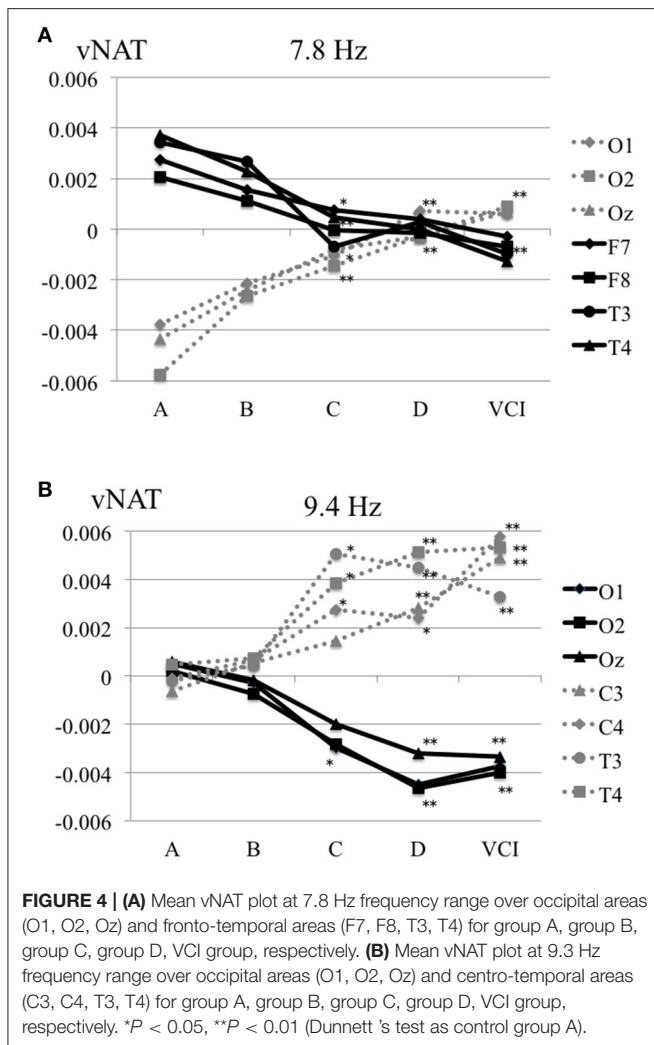 A
vNAT 7.8 Hz
0.006
0.004
0.002
0
-0.002
-0.004
-0.006
A B C D VCI
* ** **
** 
* ** **
**
O1
O2
Oz
F7
F8
T3
T4
B
vNAT 9.4 Hz
0.006
0.004
0.002
0
-0.002
-0.004
-0.006
A B C D VCI
* ** **
* ** **
* ** **
* **
** **
* ** **
O1
O2
Oz
C3
C4
T3
T4
FIGURE 4 | (A) Mean vNAT plot at 7.8 Hz frequency range over occipital areas
(O1, O2, Oz) and fronto-temporal areas (F7, F8, T3, T4) for group A, group B,
group C, group D, VCI group, respectively. (B) Mean vNAT plot at 9.3 Hz
frequency range over occipital areas (O1, O2, Oz) and centro-temporal areas
(C3, C4, T3, T4) for group A, group B, group C, group D, VCI group,
respectively. *P < 0.05, **P < 0.01 (Dunnett 's test as control group A).